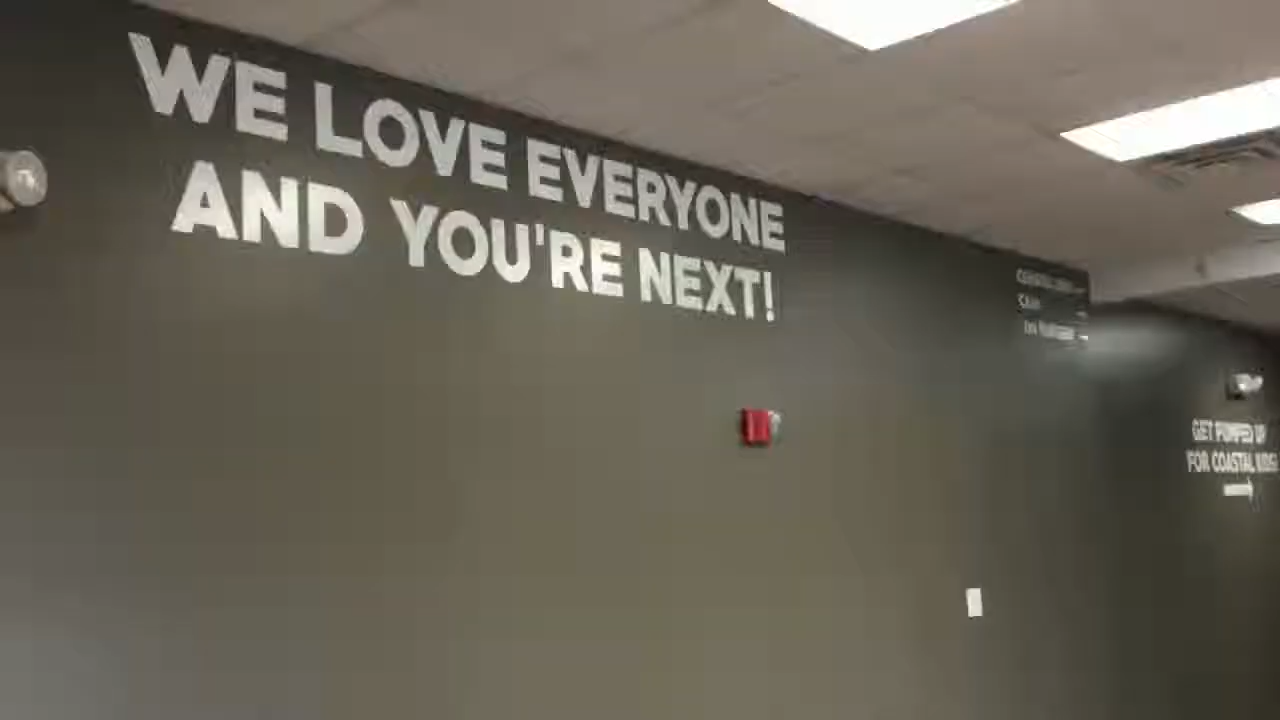 WE LOVE EVERYONE
AND YOU'RE NEXT!
GET PUMPED UP
FOR COASTAL KIDS!